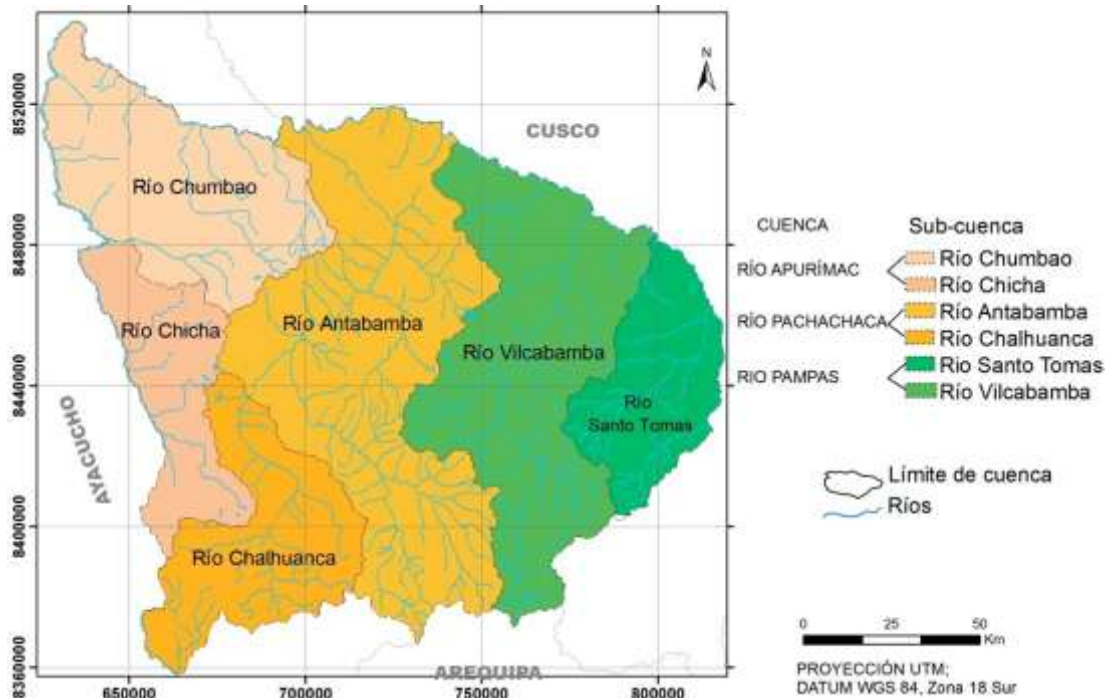 N
CUSCO
8520000
Río Chumbao
8480000
Río Chicha
Río Antabamba
Río Vilcabamba
8440000
Río
Santo Tomas
AYACUCHO
8400000
Río Chalhuanca
8360000
AREQUIPA
6500000
700000
750000
800000
CUENCA
Sub-cuenca
RÍO APURÍMAC
Río Chumbao
Río Chicha
RÍO PACHACHACA
Río Antabamba
Río Chalhuanca
RIO PAMPAS
Rio Santo Tomas
Río Vilcabamba
Límite de cuenca
Ríos
0 25 50
Km
PROYECCIÓN UTM;
DATUM WGS 84, Zona 18 Sur